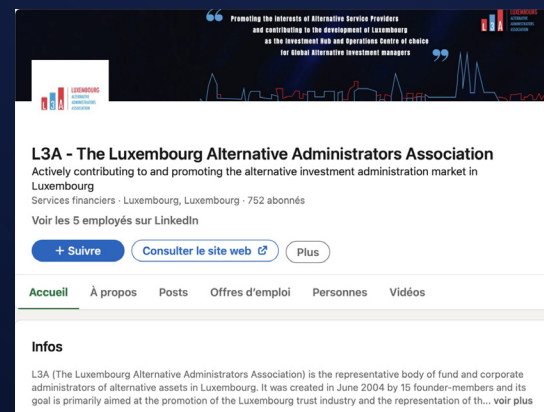 Promoting the interests of Alternative Service Providers
and contributing to the development of Luxembourg
as the Investment Hub and Operations Centre of choice
for Global Alternative Investment managers
L3A
LUXEMBOURG
ALTERNATIVE
ADMINISTRATORS
ASSOCIATION
L3A
LUXEMBOURG
ALTERNATIVE
ADMINISTRATORS
ASSOCIATION
L3A - The Luxembourg Alternative Administrators Association
Actively contributing to and promoting the alternative investment administration market in
Luxembourg
Services financiers · Luxembourg, Luxembourg · 752 abonnés
Voir les 5 employés sur LinkedIn
+ Suivre
Consulter le site web
Plus
Accueil À propos Posts Offres d'emploi Personnes Vidéos
Infos
L3A (The Luxembourg Alternative Administrators Association) is the representative body of fund and corporate
administrators of alternative assets in Luxembourg. It was created in June 2004 by 15 founder-members and its
goal is primarily aimed at the promotion of the Luxembourg trust industry and the representation of th... voir plus